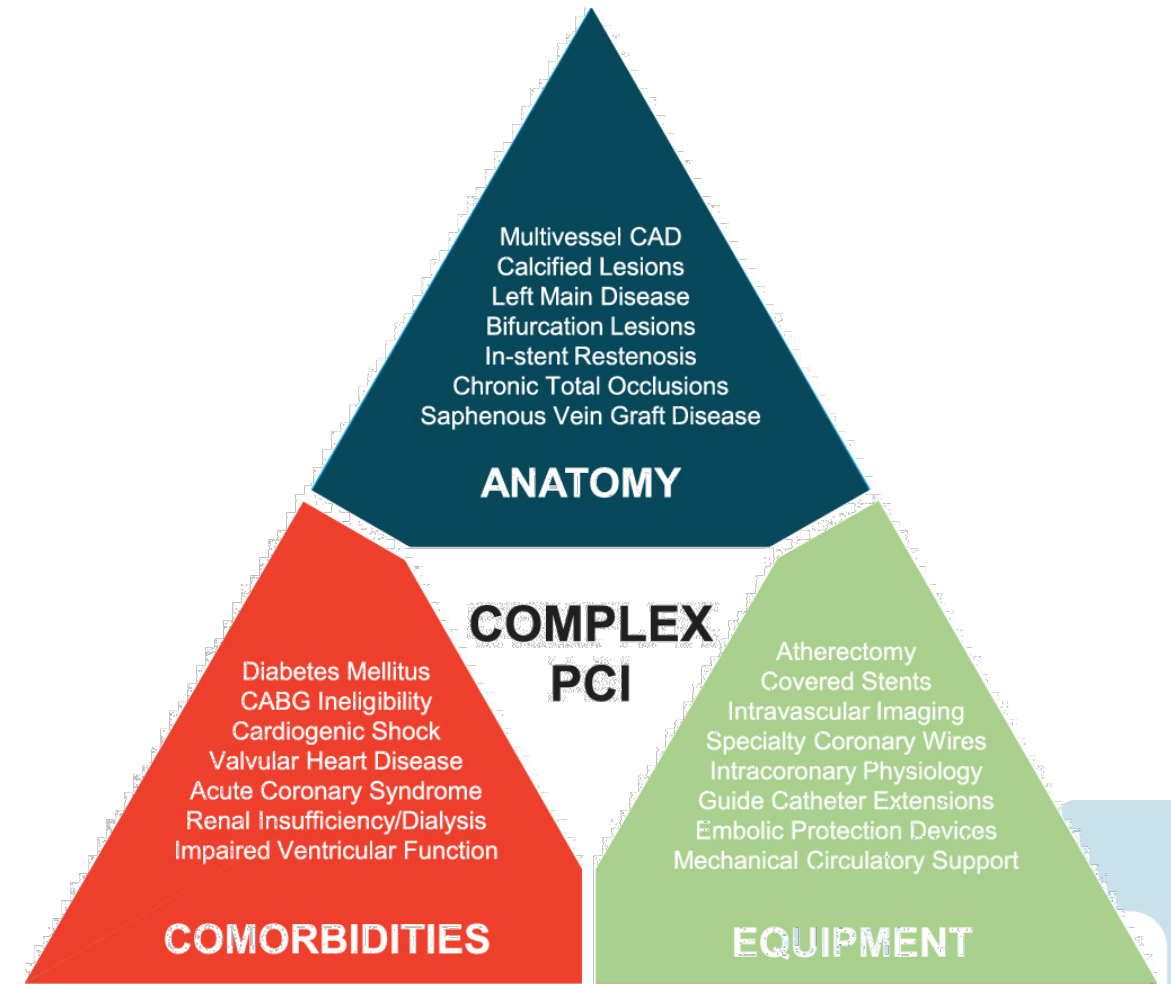 Multivessel CAD
Calcified Lesions
Left Main Disease
Bifurcation Lesions
In-stent Restenosis
Chronic Total Occlusions
Saphenous Vein Graft Disease
ANATOMY
COMPLEX
PCI
Diabetes Mellitus
CABG Ineligibility
Cardiogenic Shock
Valvular Heart Disease
Acute Coronary Syndrome
Renal Insufficiency/Dialysis
Impaired Ventricular Function
COMORBIDITIES
Atherectomy
Covered Stents
Intravascular Imaging
Specialty Coronary Wires
Intracoronary Physiology
Guide Catheter Extensions
Embolic Protection Devices
Mechanical Circulatory Support
EQUIPMENT